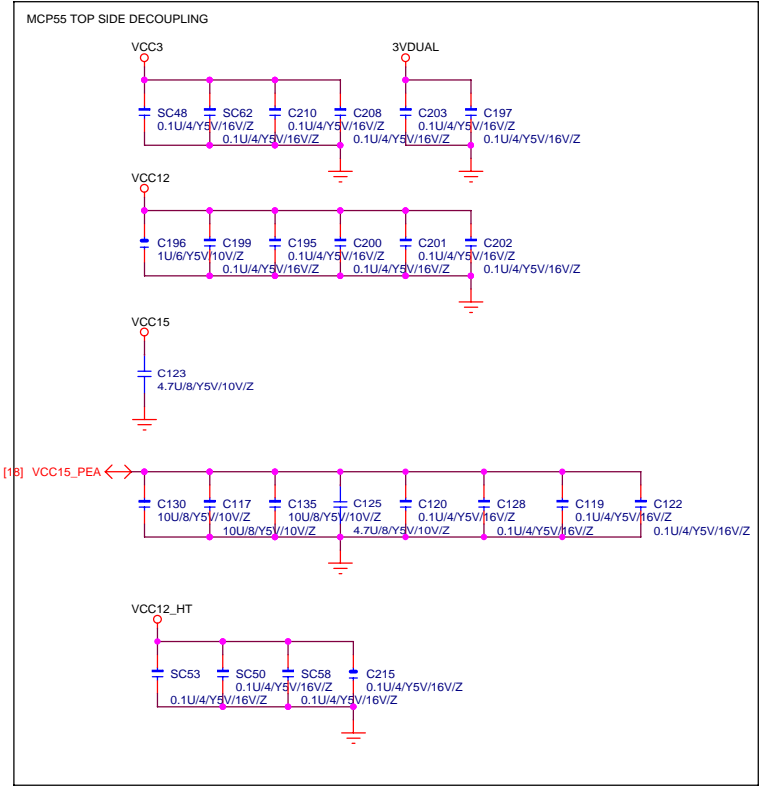 MCP55 TOP SIDE DECOUPLING
VCC3
3VDUAL
SC48
SC62
C210
C208
C203
C197
0.1U/4/Y5V/16V/Z
0.1U/4/Y5V/16V/Z
0.1U/4/Y5V/16V/Z
0.1U/4/Y5V/16V/Z
0.1U/4/Y5V/16V/Z
0.1U/4/Y5V/16V/Z
VCC12
C196
C199
C195
C200
C201
C202
1U/6/Y5V/10V/Z
0.1U/4/Y5V/16V/Z
0.1U/4/Y5V/16V/Z
0.1U/4/Y5V/16V/Z
0.1U/4/Y5V/16V/Z
0.1U/4/Y5V/16V/Z
VCC15
C123
4.7U/8/Y5V/10V/Z
[18] VCC15_PEA
C130
C117
C135
C125
C120
C128
C119
C122
10U/8/Y5V/10V/Z
10U/8/Y5V/10V/Z
10U/8/Y5V/10V/Z
4.7U/8/Y5V/10V/Z
0.1U/4/Y5V/16V/Z
0.1U/4/Y5V/16V/Z
0.1U/4/Y5V/16V/Z
0.1U/4/Y5V/16V/Z
VCC12_HT
SC53
SC50
SC58
C215
0.1U/4/Y5V/16V/Z
0.1U/4/Y5V/16V/Z
0.1U/4/Y5V/16V/Z
0.1U/4/Y5V/16V/Z